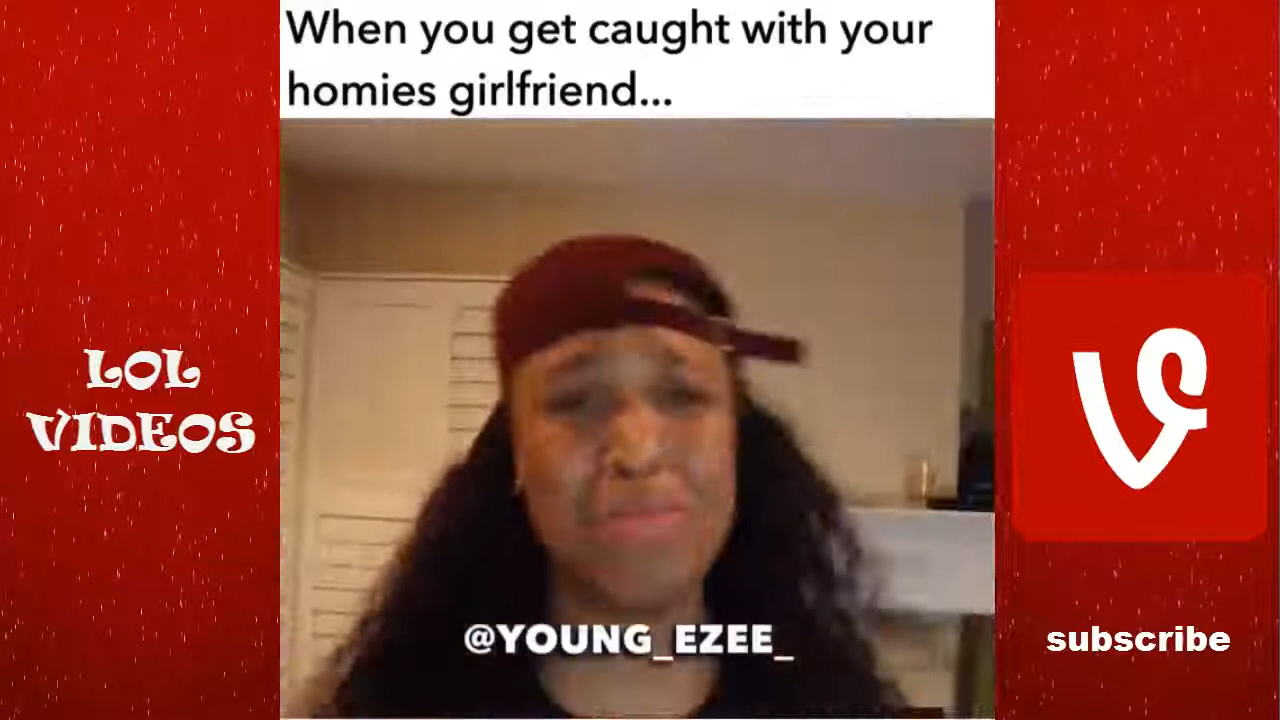 When you get caught with your
homies girlfriend...
LOL
VIDEOS
@YOUNG_EZEE_
subscribe